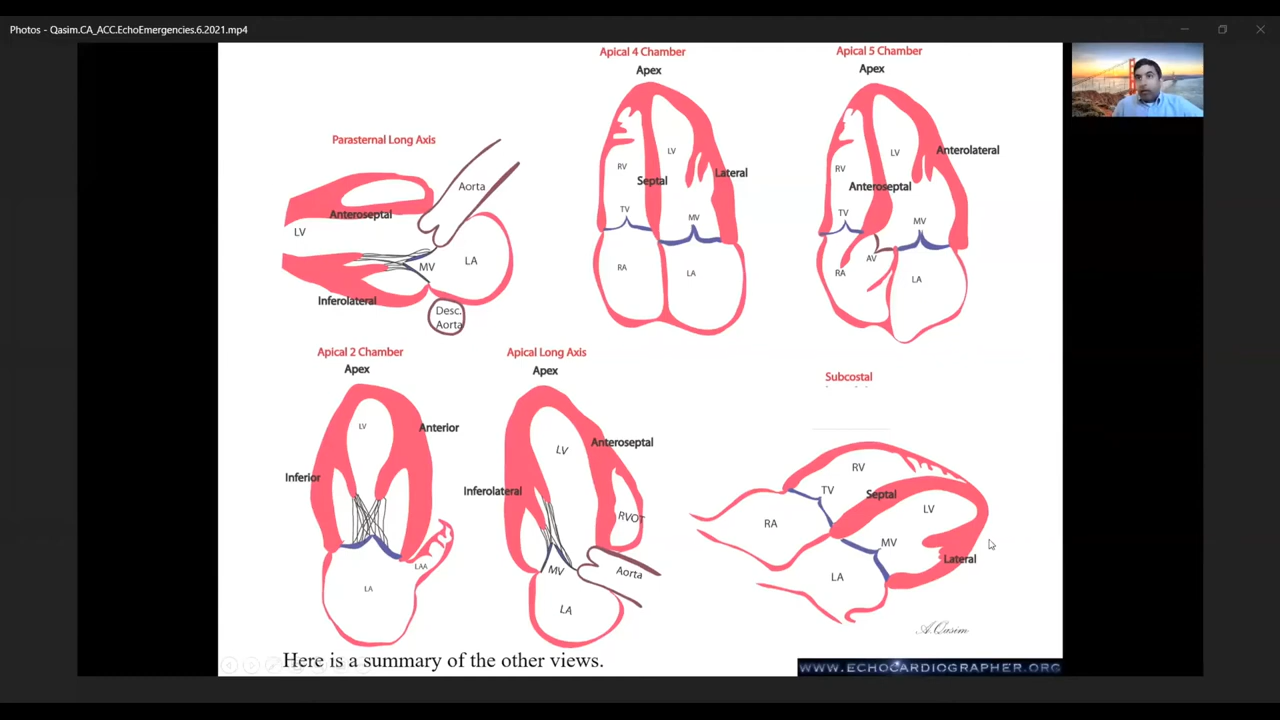 Photos - Qasim.CA_ACC.EchoEmergencies.6.2021.mp4
Parasternal Long Axis
Aorta
Anteroseptal
LV
MV
LA
Inferolateral
Desc.
Aorta
Apical 4 Chamber
Apex
LV
RV
Septal
Lateral
TV
MV
RA
LA
Apical 5 Chamber
Apex
LV
Anterolateral
RV
Anteroseptal
TV
MV
AV
RA
LA
Apical 2 Chamber
Apex
LV
Anterior
Inferior
LAA
LA
Apical Long Axis
Apex
Anteroseptal
LV
Inferolateral
RVOT
MV
Aorta
LA
Subcostal
RV
TV
Septal
LV
RA
MV
Lateral
LA
A.Qasim
Here is a summary of the other views.
WWW.ECHOCARDIOGRAPHER.ORG